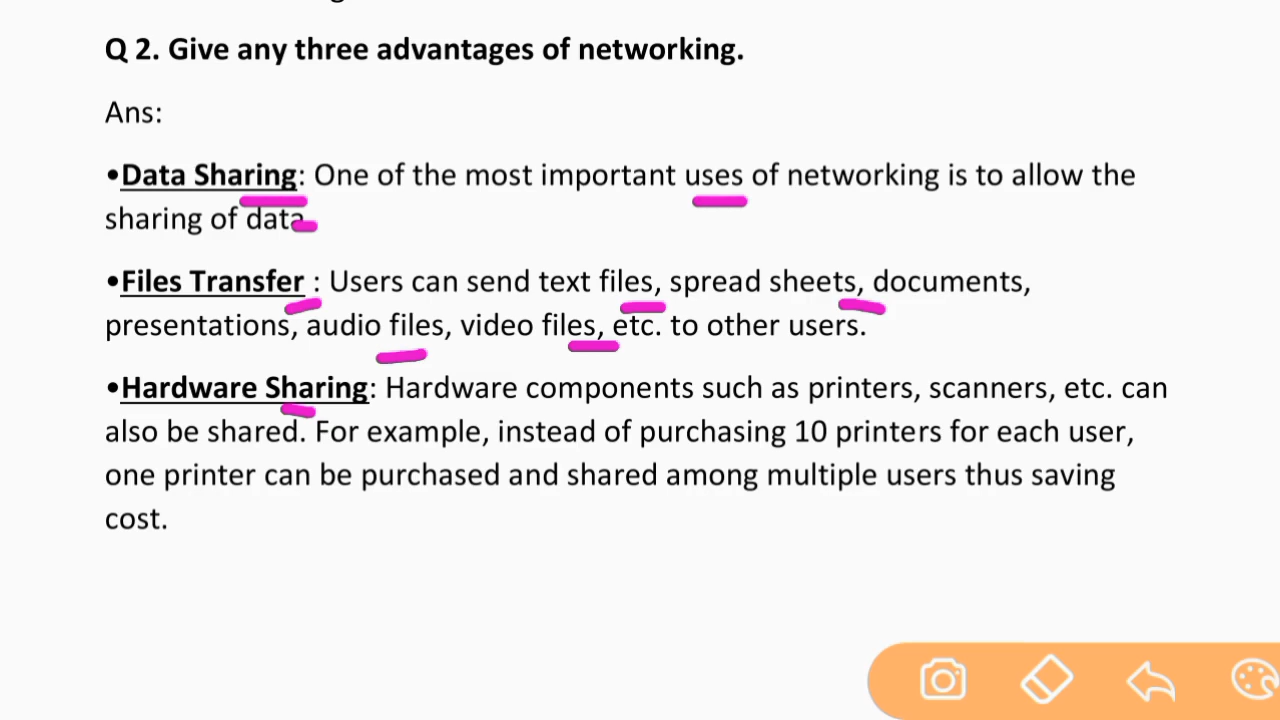 Q 2. Give any three advantages of networking.
Ans:
•Data Sharing: One of the most important uses of networking is to allow the
sharing of data.
•Files Transfer : Users can send text files, spread sheets, documents,
presentations, audio files, video files, etc. to other users.
•Hardware Sharing: Hardware components such as printers, scanners, etc. can
also be shared. For example, instead of purchasing 10 printers for each user,
one printer can be purchased and shared among multiple users thus saving
cost.